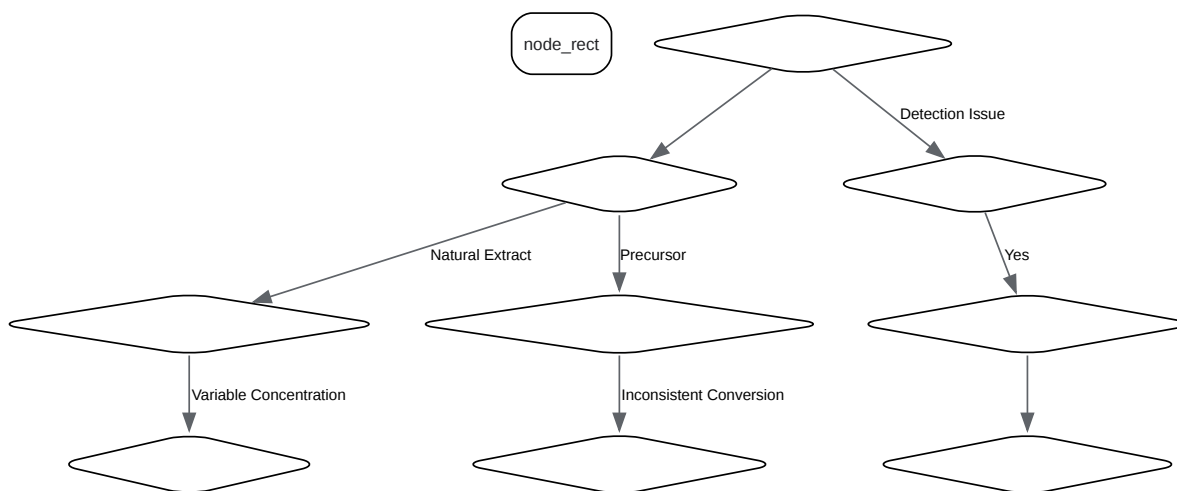 node_rect
Detection Issue
Natural Extract
Precursor
Yes
Variable Concentration
Inconsistent Conversion